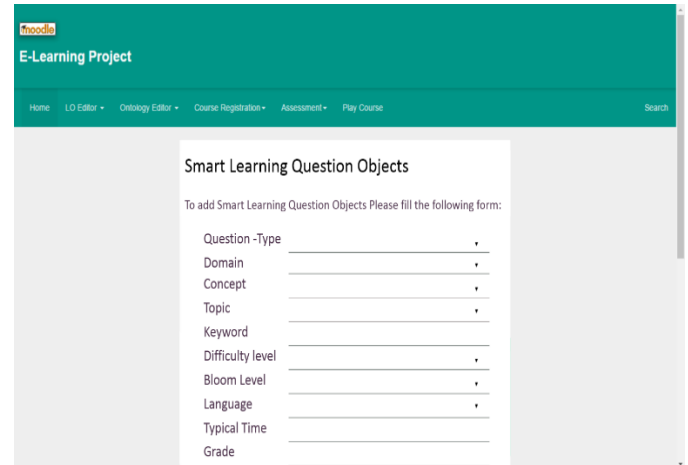 moodle
E-Learning Project
Home LO Editor Ontology Editor Course Registration Assessment Play Course Search
Smart Learning Question Objects
To add Smart Learning Question Objects Please fill the following form:
Question -Type
Domain
Concept
Topic
Keyword
Difficulty level
Bloom Level
Language
Typical Time
Grade